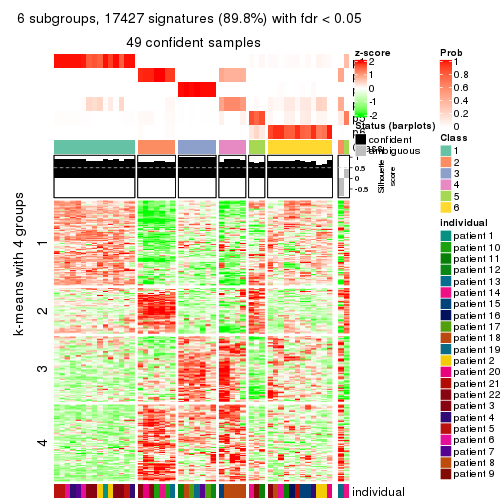 6 subgroups, 17427 signatures (89.8%) with fdr < 0.05
49 confident samples
k-means with 4 groups
1
2
3
4
z-score
2
1
0
-1
-2
Status (barplots)
confident
ambiguous
1
0.5
0
-0.5
Silhouette
score
Prob
1
0.8
0.6
0.4
0.2
0
Class
1
2
3
4
5
6
individual
patient 1
patient 10
patient 11
patient 12
patient 13
patient 14
patient 15
patient 16
patient 17
patient 18
patient 19
patient 2
patient 20
patient 21
patient 22
patient 3
patient 4
patient 5
patient 6
patient 7
patient 8
patient 9
individual